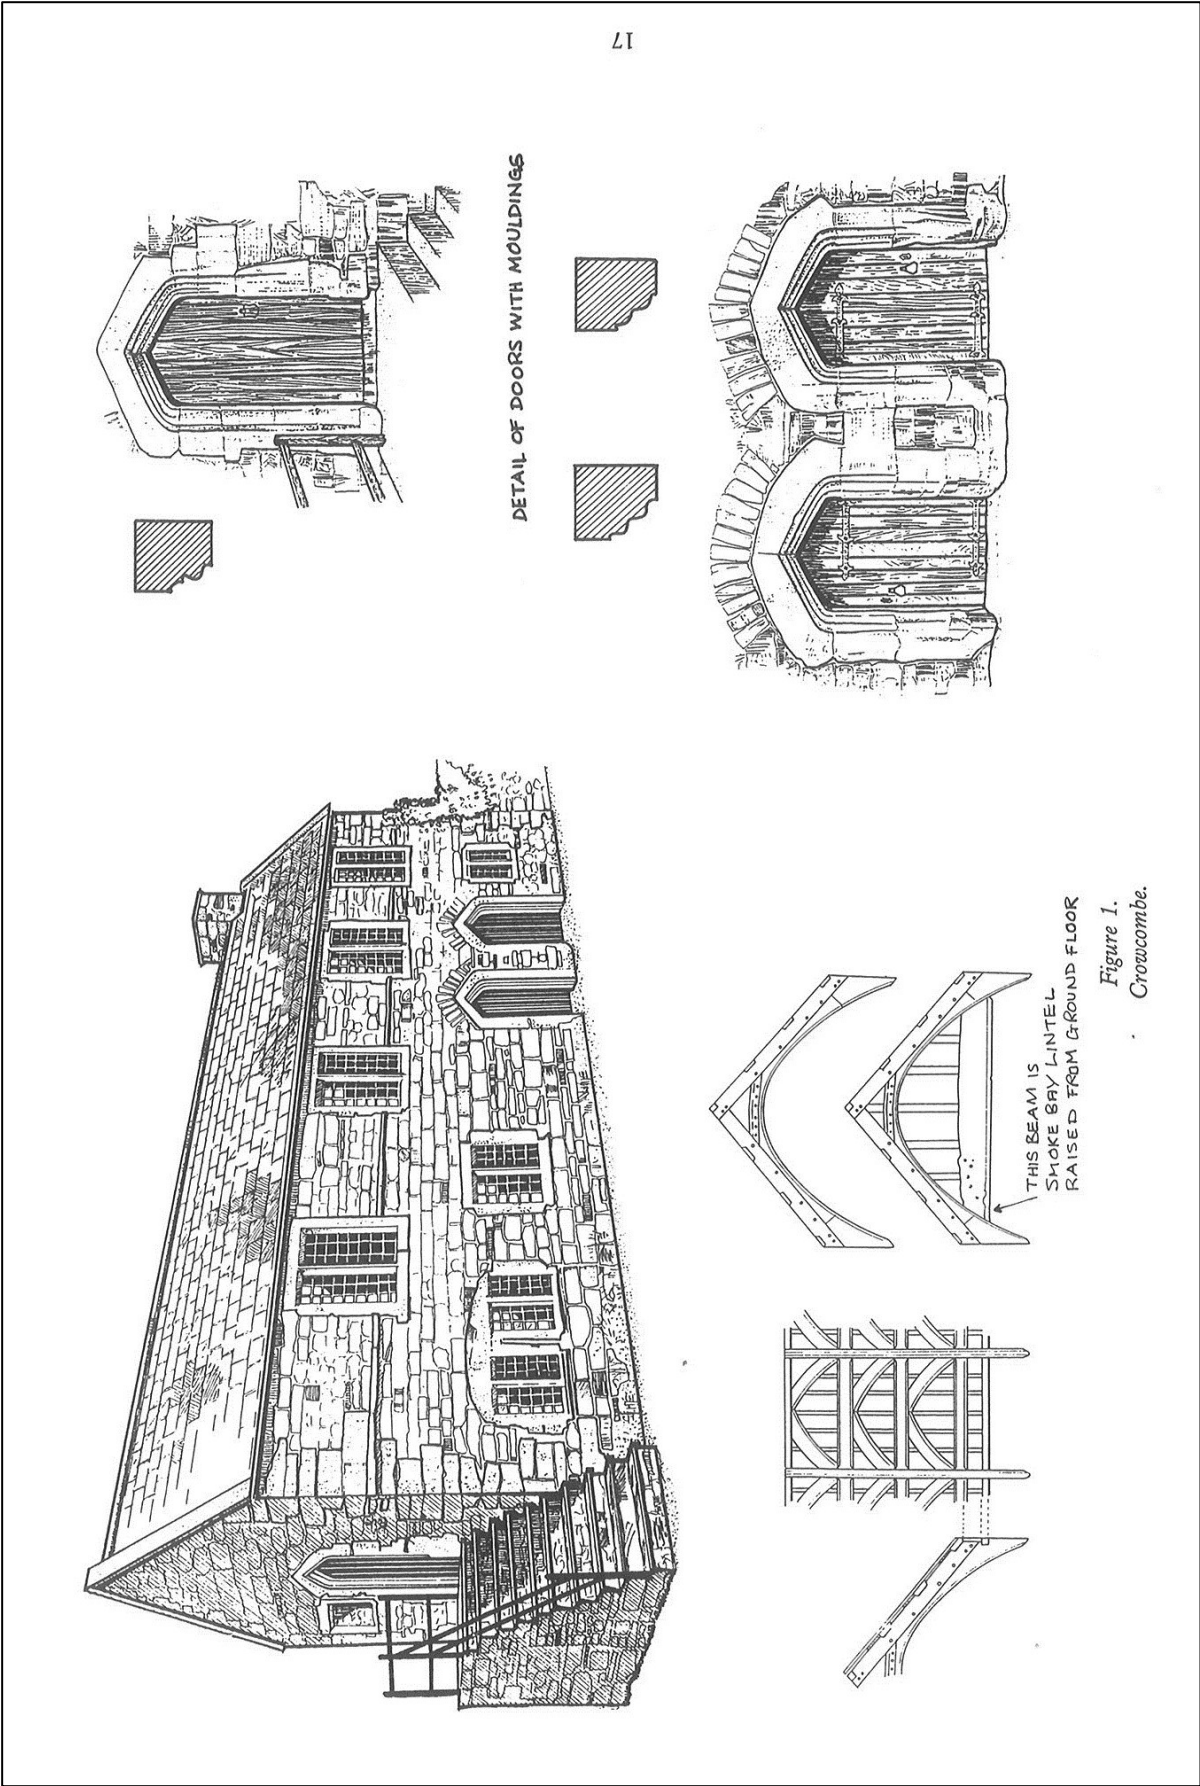 17
DETAIL OF DOORS WITH MOULDINGS
THIS BEAM IS
SMOKE BAY LINTEL
RAISED FROM GROUND FLOOR
Figure 1.
Crowcombe.